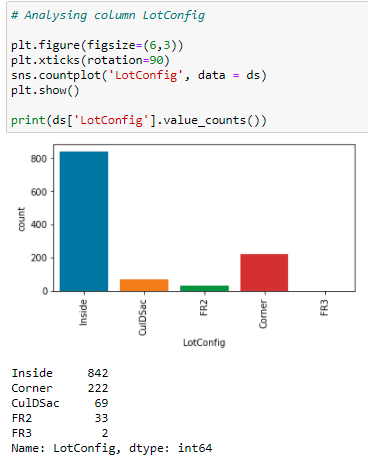 # Analysing column LotConfig
plt.figure(figsize=(6,3))
plt.xticks(rotation=90)
sns.countplot('LotConfig', data = ds)
plt.show()
print(ds['LotConfig'].value_counts())
800
600
400
200
0
count
Inside
CulDSac
FR2
Corner
FR3
LotConfig
Inside 842
Corner 222
CulDSac 69
FR2 33
FR3 2
Name: LotConfig, dtype: int64